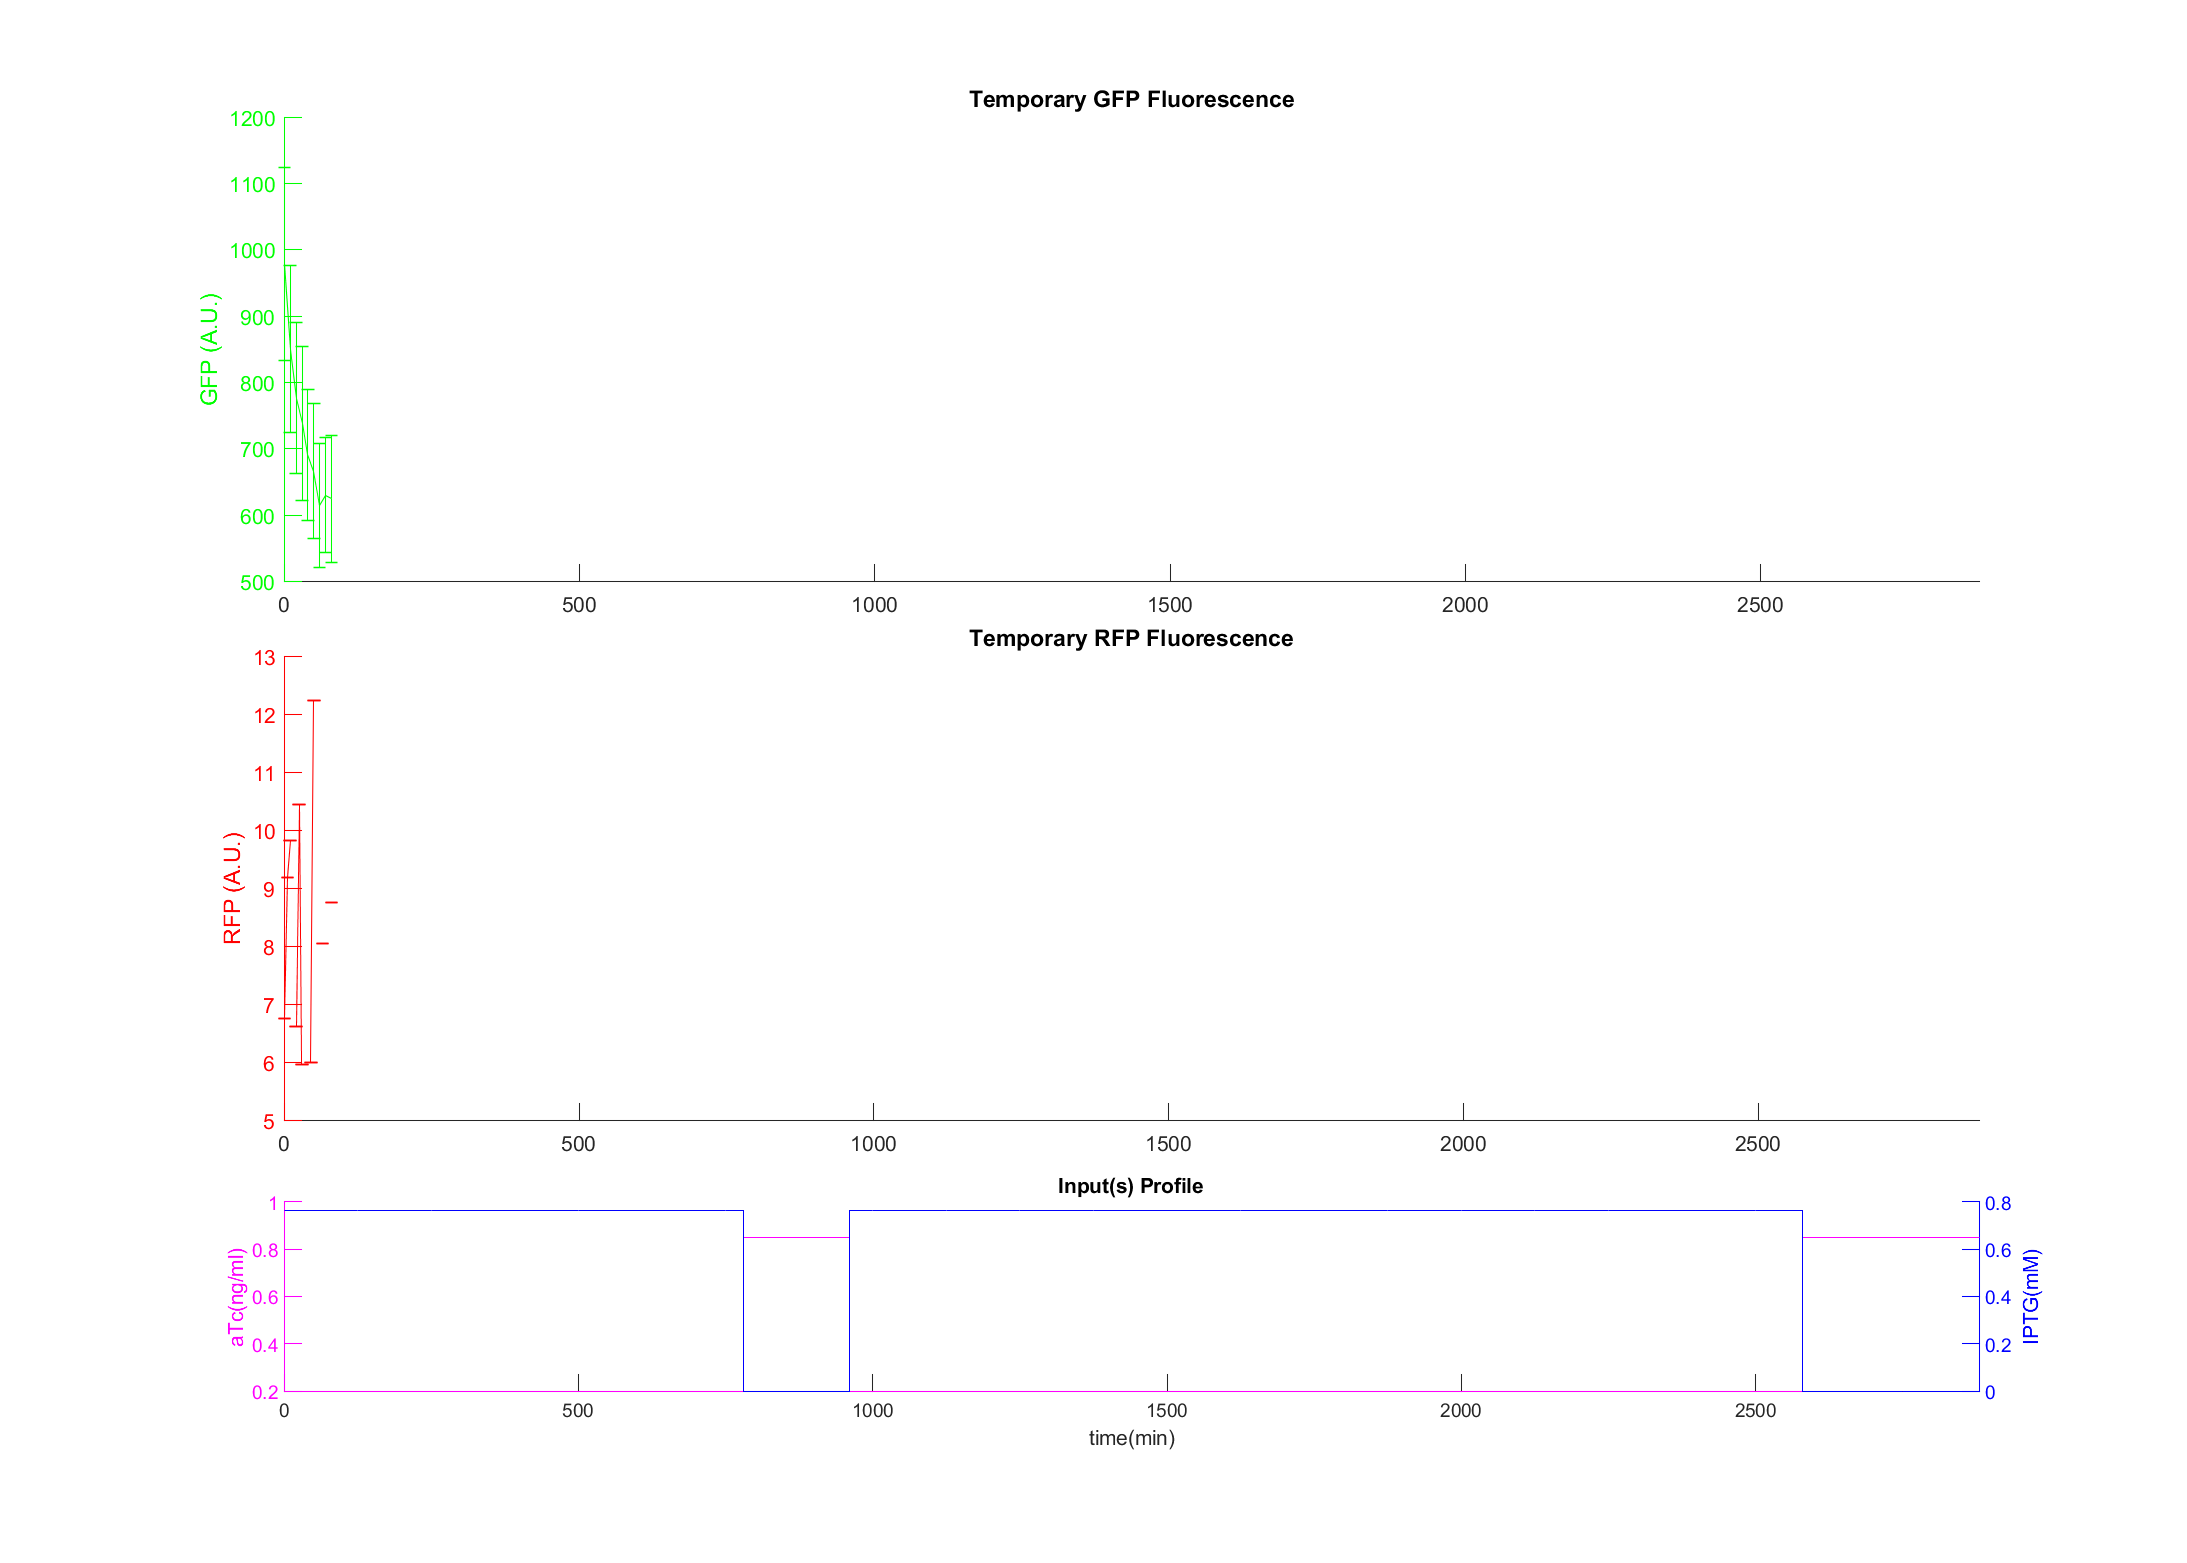 Temporary GFP Fluorescence
1200
1100
1000
900
800
700
600
500
GFP (A.U.)
0 500 1000 1500 2000 2500
Temporary RFP Fluorescence
13
12
11
10
9
8
7
6
5
RFP (A.U.)
0 500 1000 1500 2000 2500
Input(s) Profile
1
0.8
0.6
0.4
0.2
aTc(ng/ml)
0.8
0.6
0.4
0.2
0
IPTG(mM)
0 500 1000 1500 2000 2500
time(min)